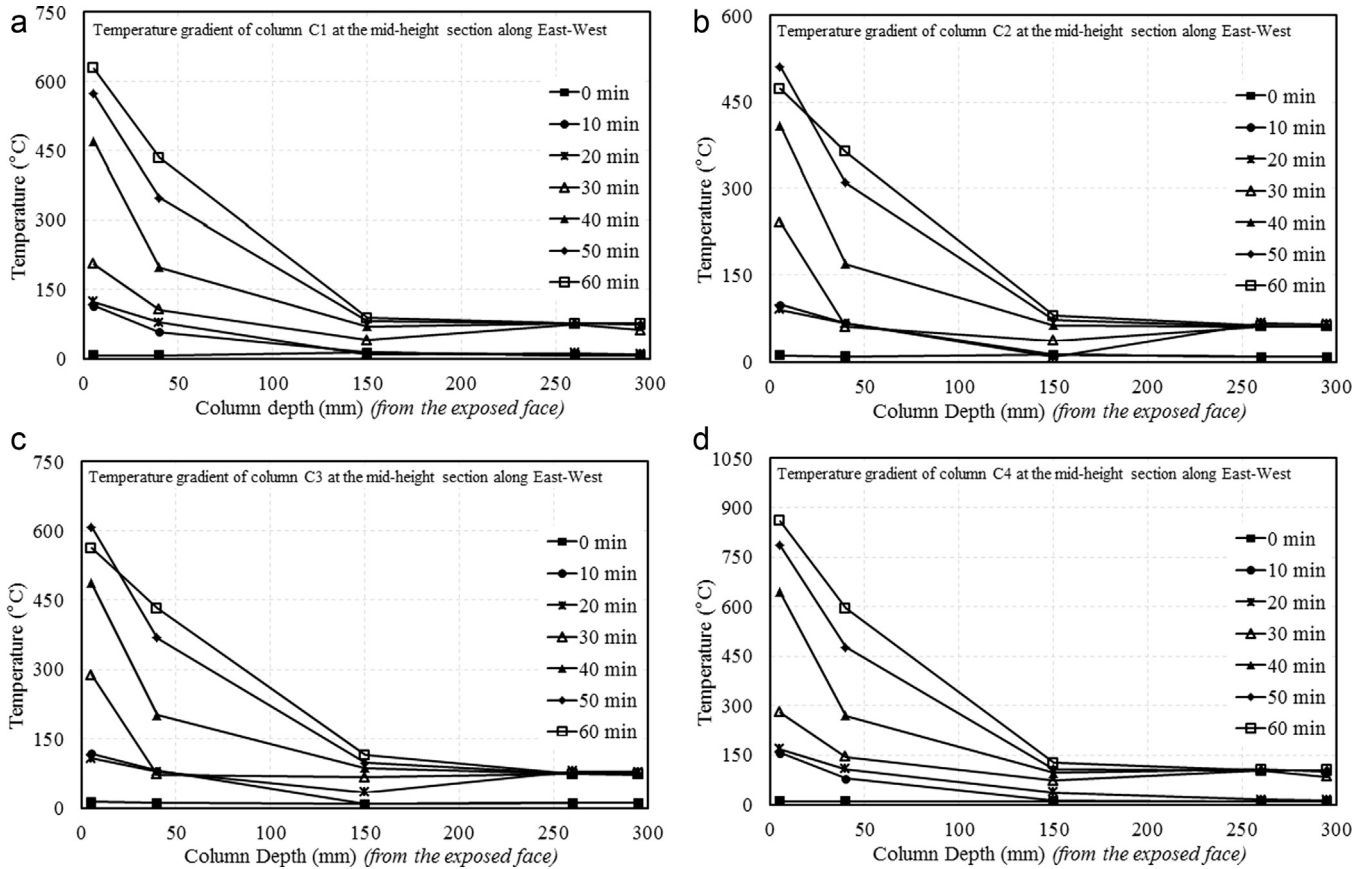 a
Temperature gradient of column C1 at the mid-height section along East-West
Temperature (°C)
750
600
450
300
150
0
0 min
10 min
20 min
30 min
40 min
50 min
60 min
0 50 100 150 200 250 300
Column depth (mm) (from the exposed face)
b
Temperature gradient of column C2 at the mid-height section along East-West
Temperature (°C)
600
450
300
150
0
0 min
10 min
20 min
30 min
40 min
50 min
60 min
0 50 100 150 200 250 300
Column Depth (mm) (from the exposed face)
c
Temperature gradient of column C3 at the mid-height section along East-West
Temperature (°C)
750
600
450
300
150
0
0 min
10 min
20 min
30 min
40 min
50 min
60 min
0 50 100 150 200 250 300
Column Depth (mm) (from the exposed face)
d
Temperature gradient of column C4 at the mid-height section along East-West
Temperature (°C)
1050
900
750
600
450
300
150
0
0 min
10 min
20 min
30 min
40 min
50 min
60 min
0 50 100 150 200 250 300
Column Depth (mm) (from the exposed face)